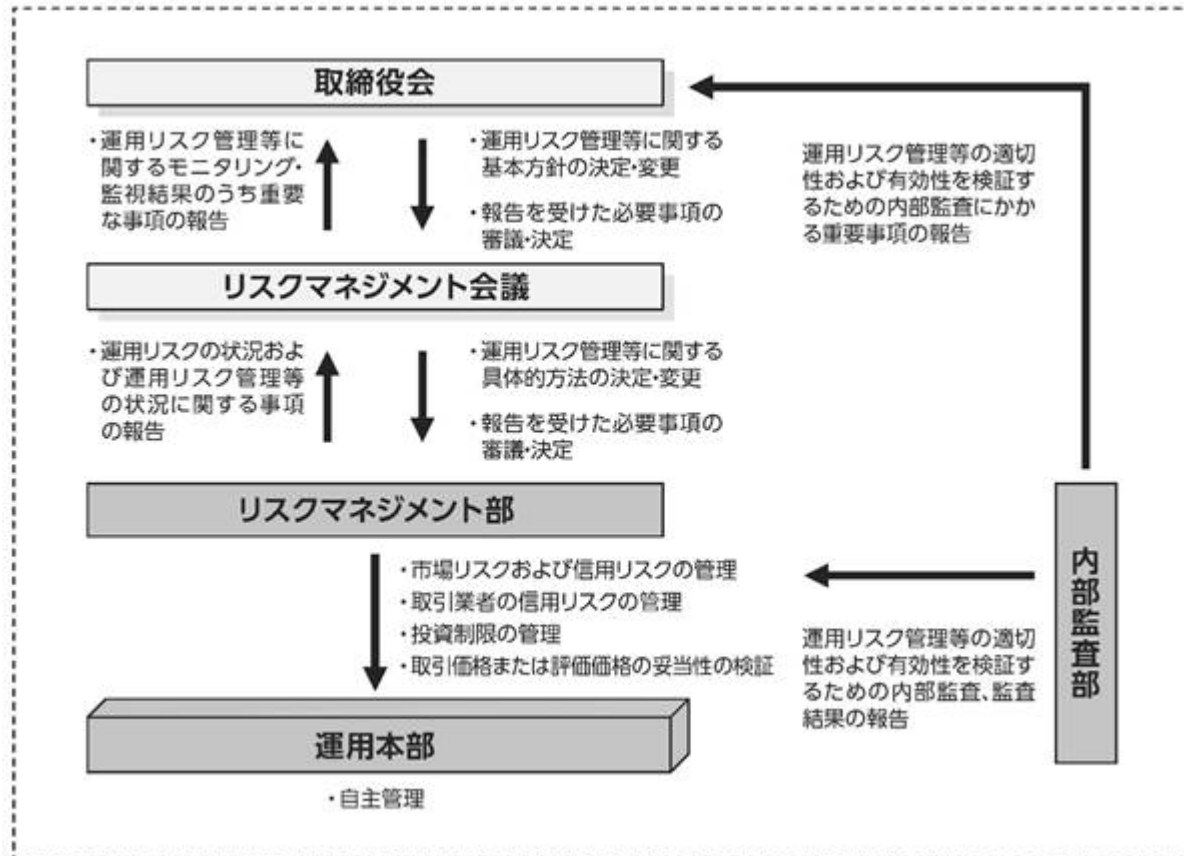 取締役会
・運用リスク管理等に
関するモニタリング・
監視結果のうち重要
な事項の報告
・運用リスク管理等に関する
基本方針の決定・変更
・報告を受けた必要事項の
審議・決定
運用リスク管理等の適切
性および有効性を検証す
るための内部監査にかか
る重要事項の報告
リスクマネジメント会議
・運用リスクの状況およ
び運用リスク管理等
の状況に関する事項
の報告
・運用リスク管理等に関する
具体的方法の決定・変更
・報告を受けた必要事項の
審議・決定
リスクマネジメント部
・市場リスクおよび信用リスクの管理
・取引業者の信用リスクの管理
・投資制限の管理
・取引価格または評価価格の妥当性の検証
運用リスク管理等の適切
性および有効性を検証す
るための内部監査、監査
結果の報告
内部監査部
運用本部
・自主管理